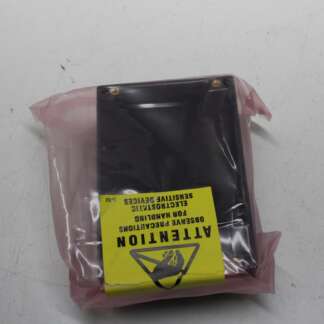 ATTENTION
OBSERVE PRECAUTIONS
FOR HANDLING
ELECTROSTATIC
SENSITIVE DEVICES